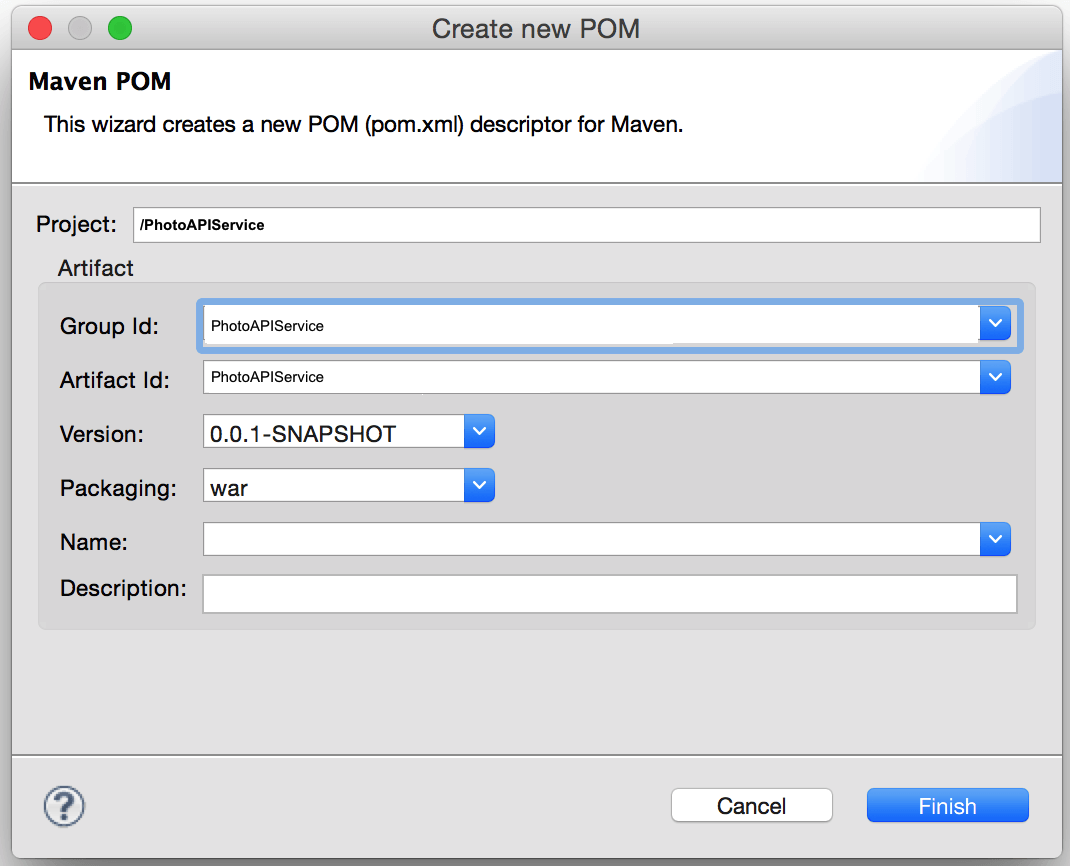 Create new POM
Maven POM
This wizard creates a new POM (pom.xml) descriptor for Maven.
Project: /PhotoAPIService
Artifact
Group Id: PhotoAPIService
Artifact Id: PhotoAPIService
Version: 0.0.1-SNAPSHOT
Packaging: war
Name:
Description:
? Cancel Finish